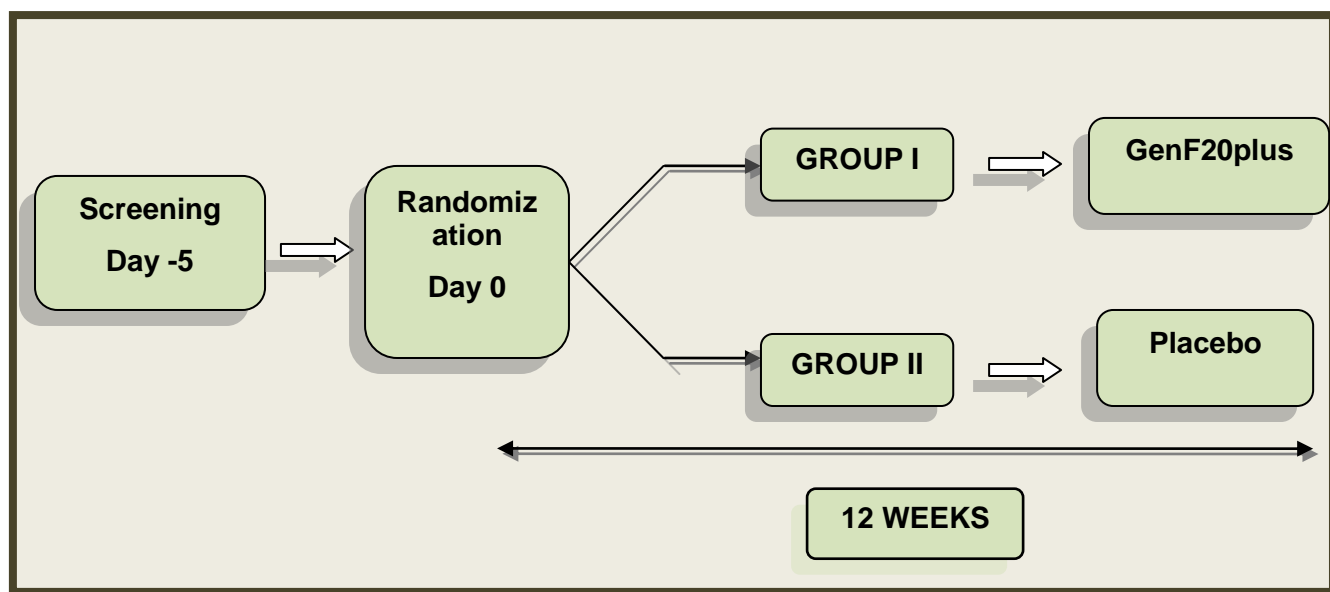 Screening
Day -5
Randomiz
ation
Day 0
GROUP I
GenF20plus
GROUP II
Placebo
12 WEEKS